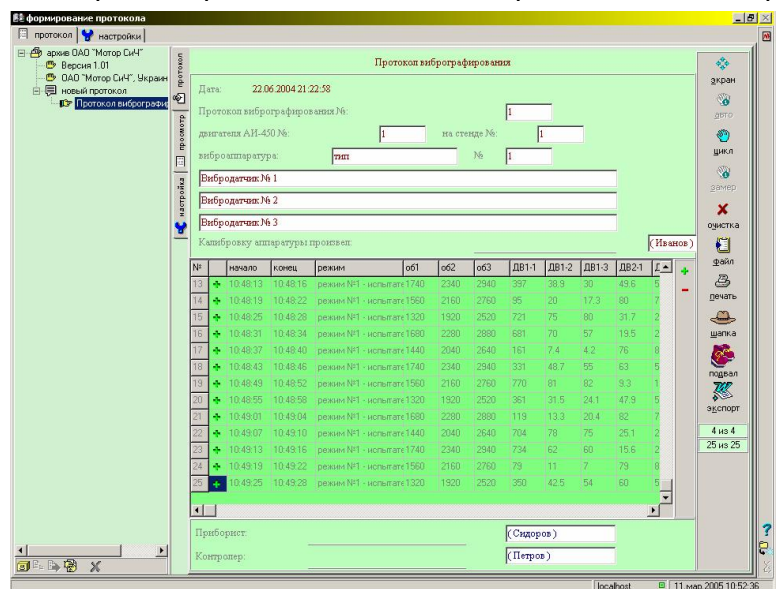 формирование протокола
протокол настройки
архив ОАО "Мотор СиЧ"
Версия 1.01
ОАО "Мотор СиЧ", Украин
новый протокол
Протокол вибрографир
протокол
просмотр
настройка
Протокол вибрографирования
Дата: 22.06.2004 21:22:58
Протокол вибрографирования №: 1
двигателя АИ-450 №: 1 на стенде №: 1
виброаппаратура: тип № 1
Вибродатчик № 1
Вибродатчик № 2
Вибродатчик № 3
Калибровку аппаратуры произвел: (Иванов)
№ начало конец режим об1 об2 об3 ДВ1-1 ДВ1-2 ДВ1-3 ДВ2-1
13 10:48:13 10:48:16 режим №1 - испытате 1740 2340 2940 397 38.9 30 49.6 5
14 10:48:19 10:48:22 режим №1 - испытате 1560 2160 2760 95 20 17.3 80 7
15 10:48:25 10:48:28 режим №1 - испытате 1320 1920 2520 721 75 80 31.7 2
16 10:48:31 10:48:34 режим №1 - испытате 1680 2280 2880 681 70 57 19.5 2
17 10:48:37 10:48:40 режим №1 - испытате 1440 2040 2640 161 7.4 4.2 76 8
18 10:48:43 10:48:46 режим №1 - испытате 1740 2340 2940 331 48.7 55 63 5
19 10:48:49 10:48:52 режим №1 - испытате 1560 2160 2760 770 81 82 9.3 1
20 10:48:55 10:48:58 режим №1 - испытате 1320 1920 2520 361 31.5 24.1 47.9 5
21 10:49:01 10:49:04 режим №1 - испытате 1680 2280 2880 119 13.3 20.4 82 7
22 10:49:07 10:49:10 режим №1 - испытате 1440 2040 2640 704 78 75 25.1 2
23 10:49:13 10:49:16 режим №1 - испытате 1740 2340 2940 734 62 60 15.6 2
24 10:49:19 10:49:22 режим №1 - испытате 1560 2160 2760 79 11 7 79 8
25 10:49:25 10:49:28 режим №1 - испытате 1320 1920 2520 350 42.5 54 60 5
Приборист: (Сидоров)
Контролер: (Петров)
экран
авто
цикл
замер
очистка
файл
печать
шапка
подвал
экспорт
4 из 4
25 из 25
localhost 11 мар 2005 10:52:36